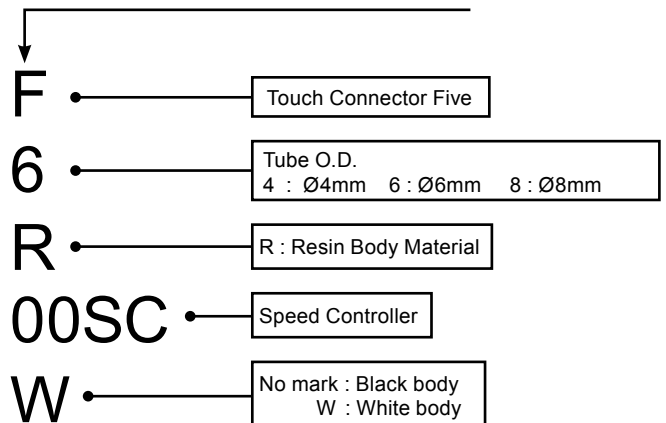 F
Touch Connector Five
6
Tube O.D.
4 : Ø4mm 6 : Ø6mm 8 : Ø8mm
R
R : Resin Body Material
00SC
Speed Controller
W
No mark : Black body
W : White body